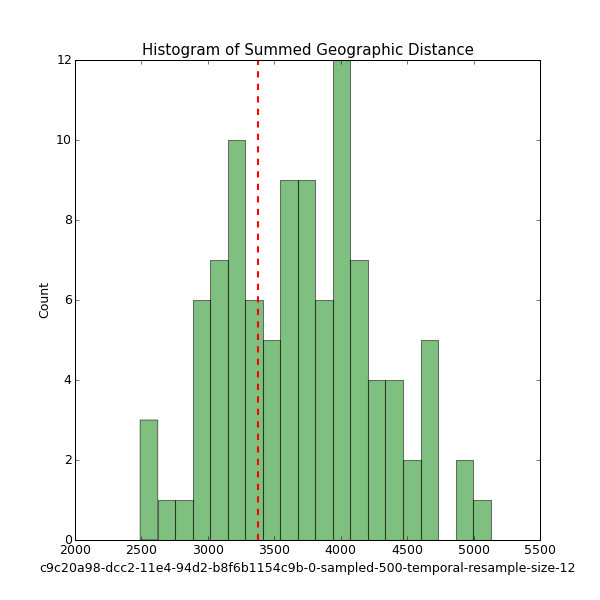 Histogram of Summed Geographic Distance
12
10
8
6
4
2
0
Count
2000 2500 3000 3500 4000 4500 5000 5500
c9c20a98-dcc2-11e4-94d2-b8f6b1154c9b-0-sampled-500-temporal-resample-size-12